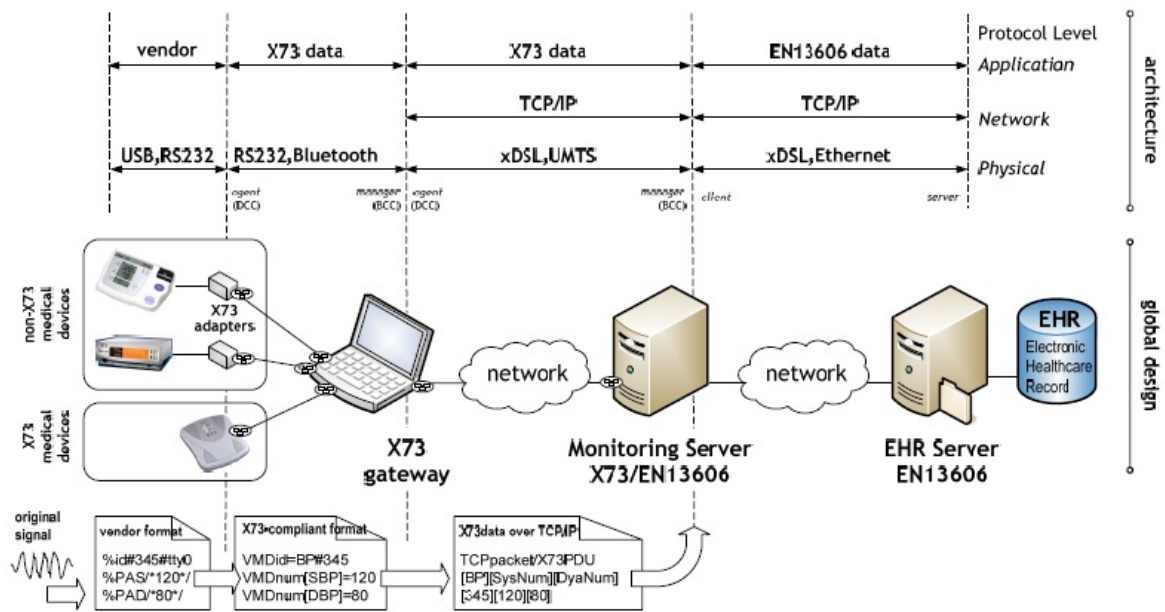 Protocol Level
vendor
X73 data
X73 data
EN13606 data
Application
TCP/IP
TCP/IP
Network
USB,RS232
RS232,Bluetooth
xDSL,UMTS
xDSL,Ethernet
Physical
agent
(DCC)
manager
(BCC)
agent
(DCC)
manager
(BCC)
client
server
architecture
non-X73
medical
devices
X73
adapters
X73
medical
devices
network
network
EHR
Electronic
Healthcare
Record
global design
X73
gateway
Monitoring Server
X73/EN13606
EHR Server
EN13606
original
signal
vendor format
%id#345#tty0
%PAS/*120*/
%PAD/*80*/
X73-compliant format
VMDid=BP#345
VMDnum[SBP]=120
VMDnum[DBP]=80
X73data over TCP/IP
TCPpacket/X73PDU
[BP][SysNum][DyaNum]
[345][120][80]